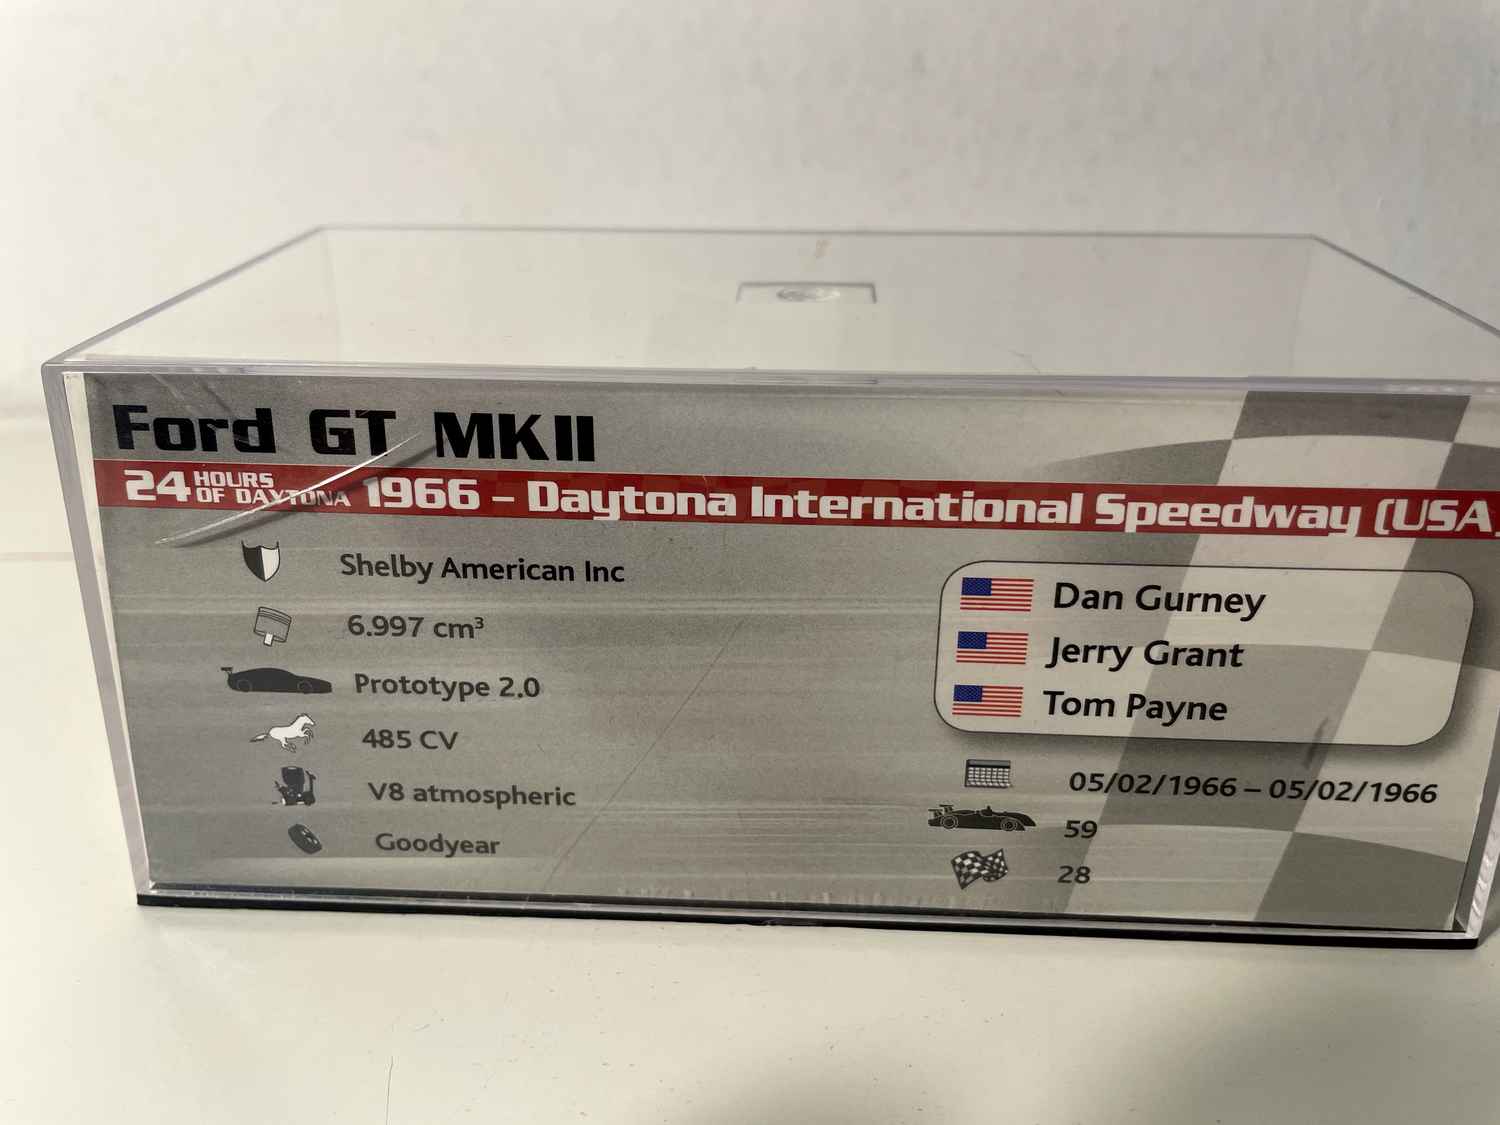 Ford GT MKII
24 HOURS OF DAYTONA 1966 – Daytona International Speedway (USA)
Shelby American Inc
6.997 cm³
Prototype 2.0
485 CV
V8 atmospheric
Goodyear
Dan Gurney
Jerry Grant
Tom Payne
05/02/1966 – 05/02/1966
59
28